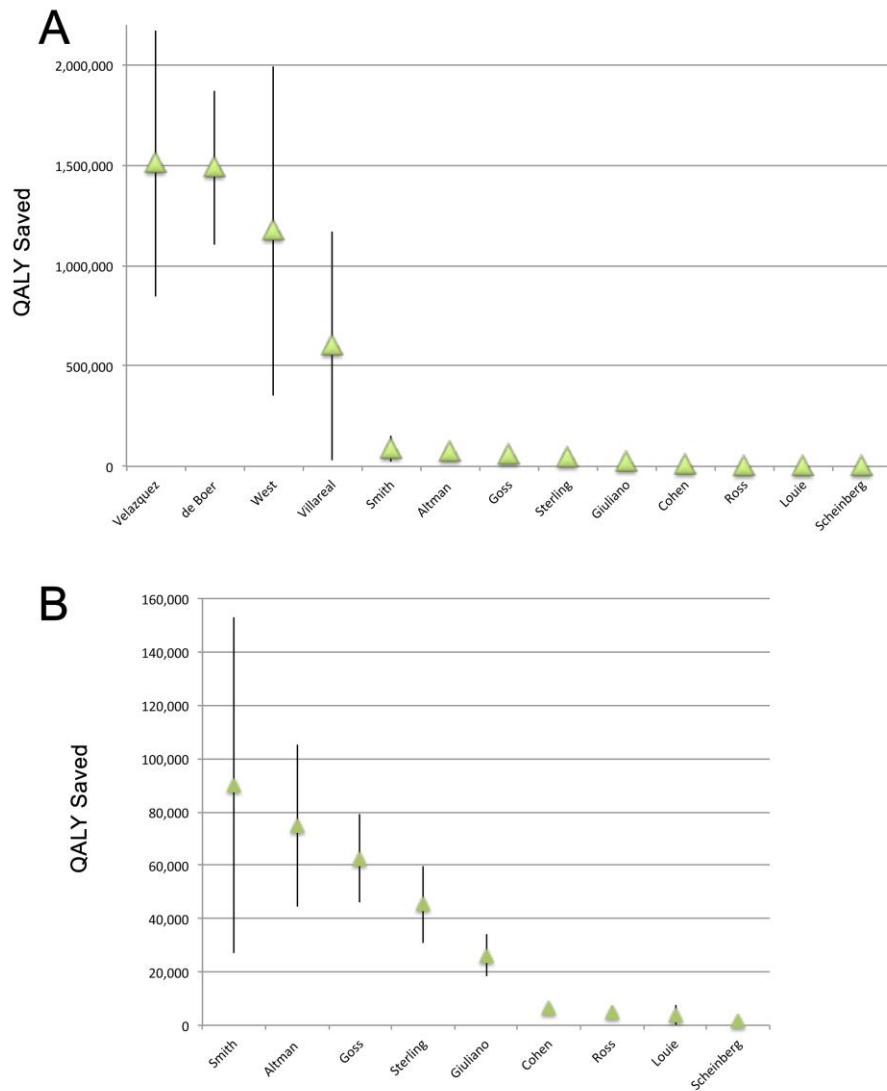 A
QALY Saved
2,000,000
1,500,000
1,000,000
500,000
0
Velazquez
de Boer
West
Villareal
Smith
Altman
Goss
Sterling
Giuliano
Cohen
Ross
Louie
Scheinberg
B
QALY Saved
160,000
140,000
120,000
100,000
80,000
60,000
40,000
20,000
0
Smith
Altman
Goss
Sterling
Giuliano
Cohen
Ross
Louie
Scheinberg